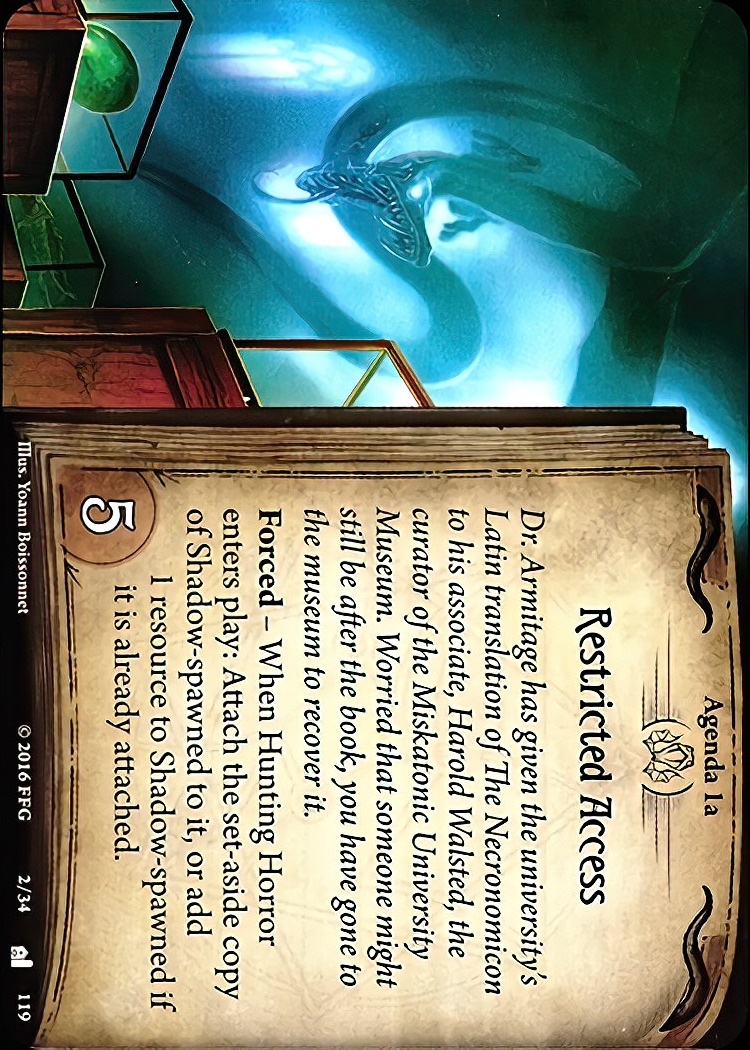 Agenda 1a
Restricted Access
Dr. Armitage has given the university's
Latin translation of The Necronomicon
to his associate, Harold Walsted, the
curator of the Miskatonic University
Museum. Worried that someone might
still be after the book, you have gone to
the museum to recover it.
Forced – When Hunting Horror
enters play: Attach the set-aside copy
of Shadow-spawned to it, or add
1 resource to Shadow-spawned if
it is already attached.
5
Illus. Yoann Boissonnet
© 2016 FFG
2/34
119